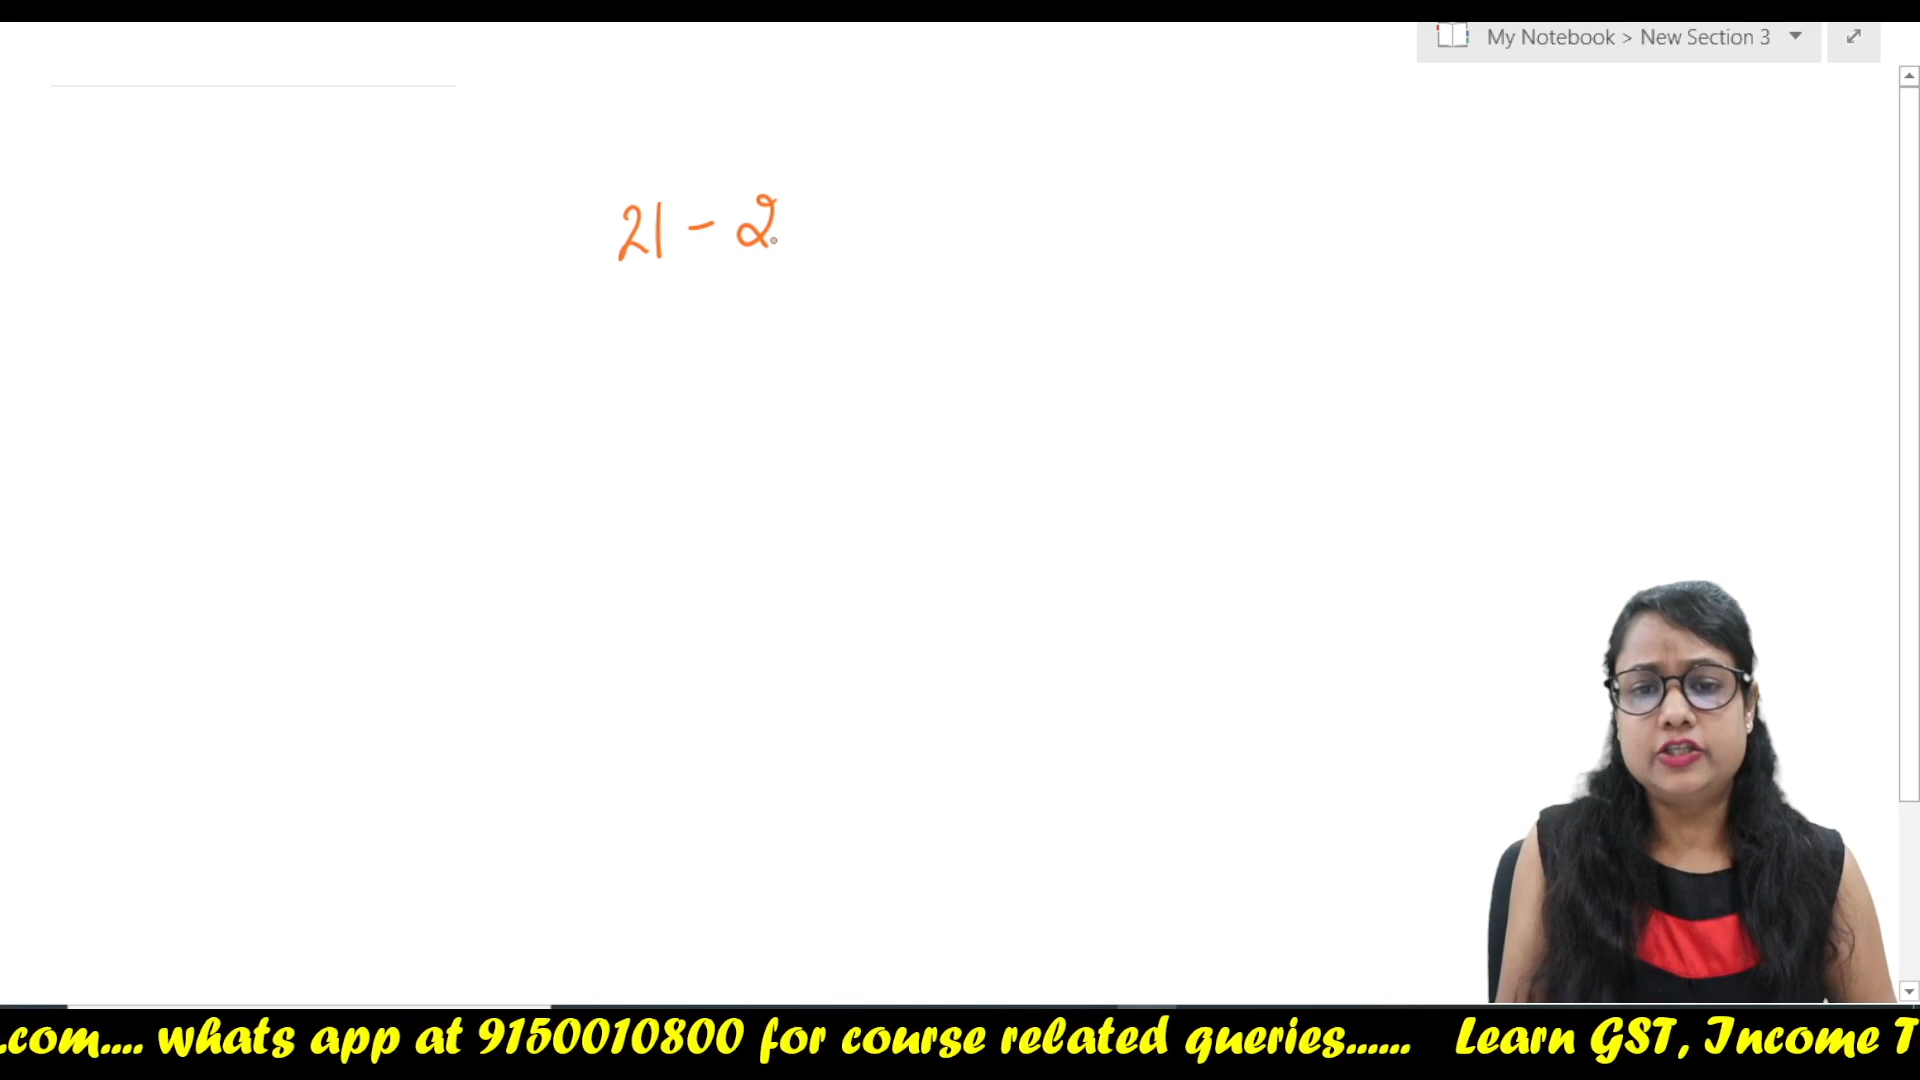 My Notebook > New Section 3
21 - 2
.com.... whats app at 9150010800 for course related queries...... Learn GST, Income T